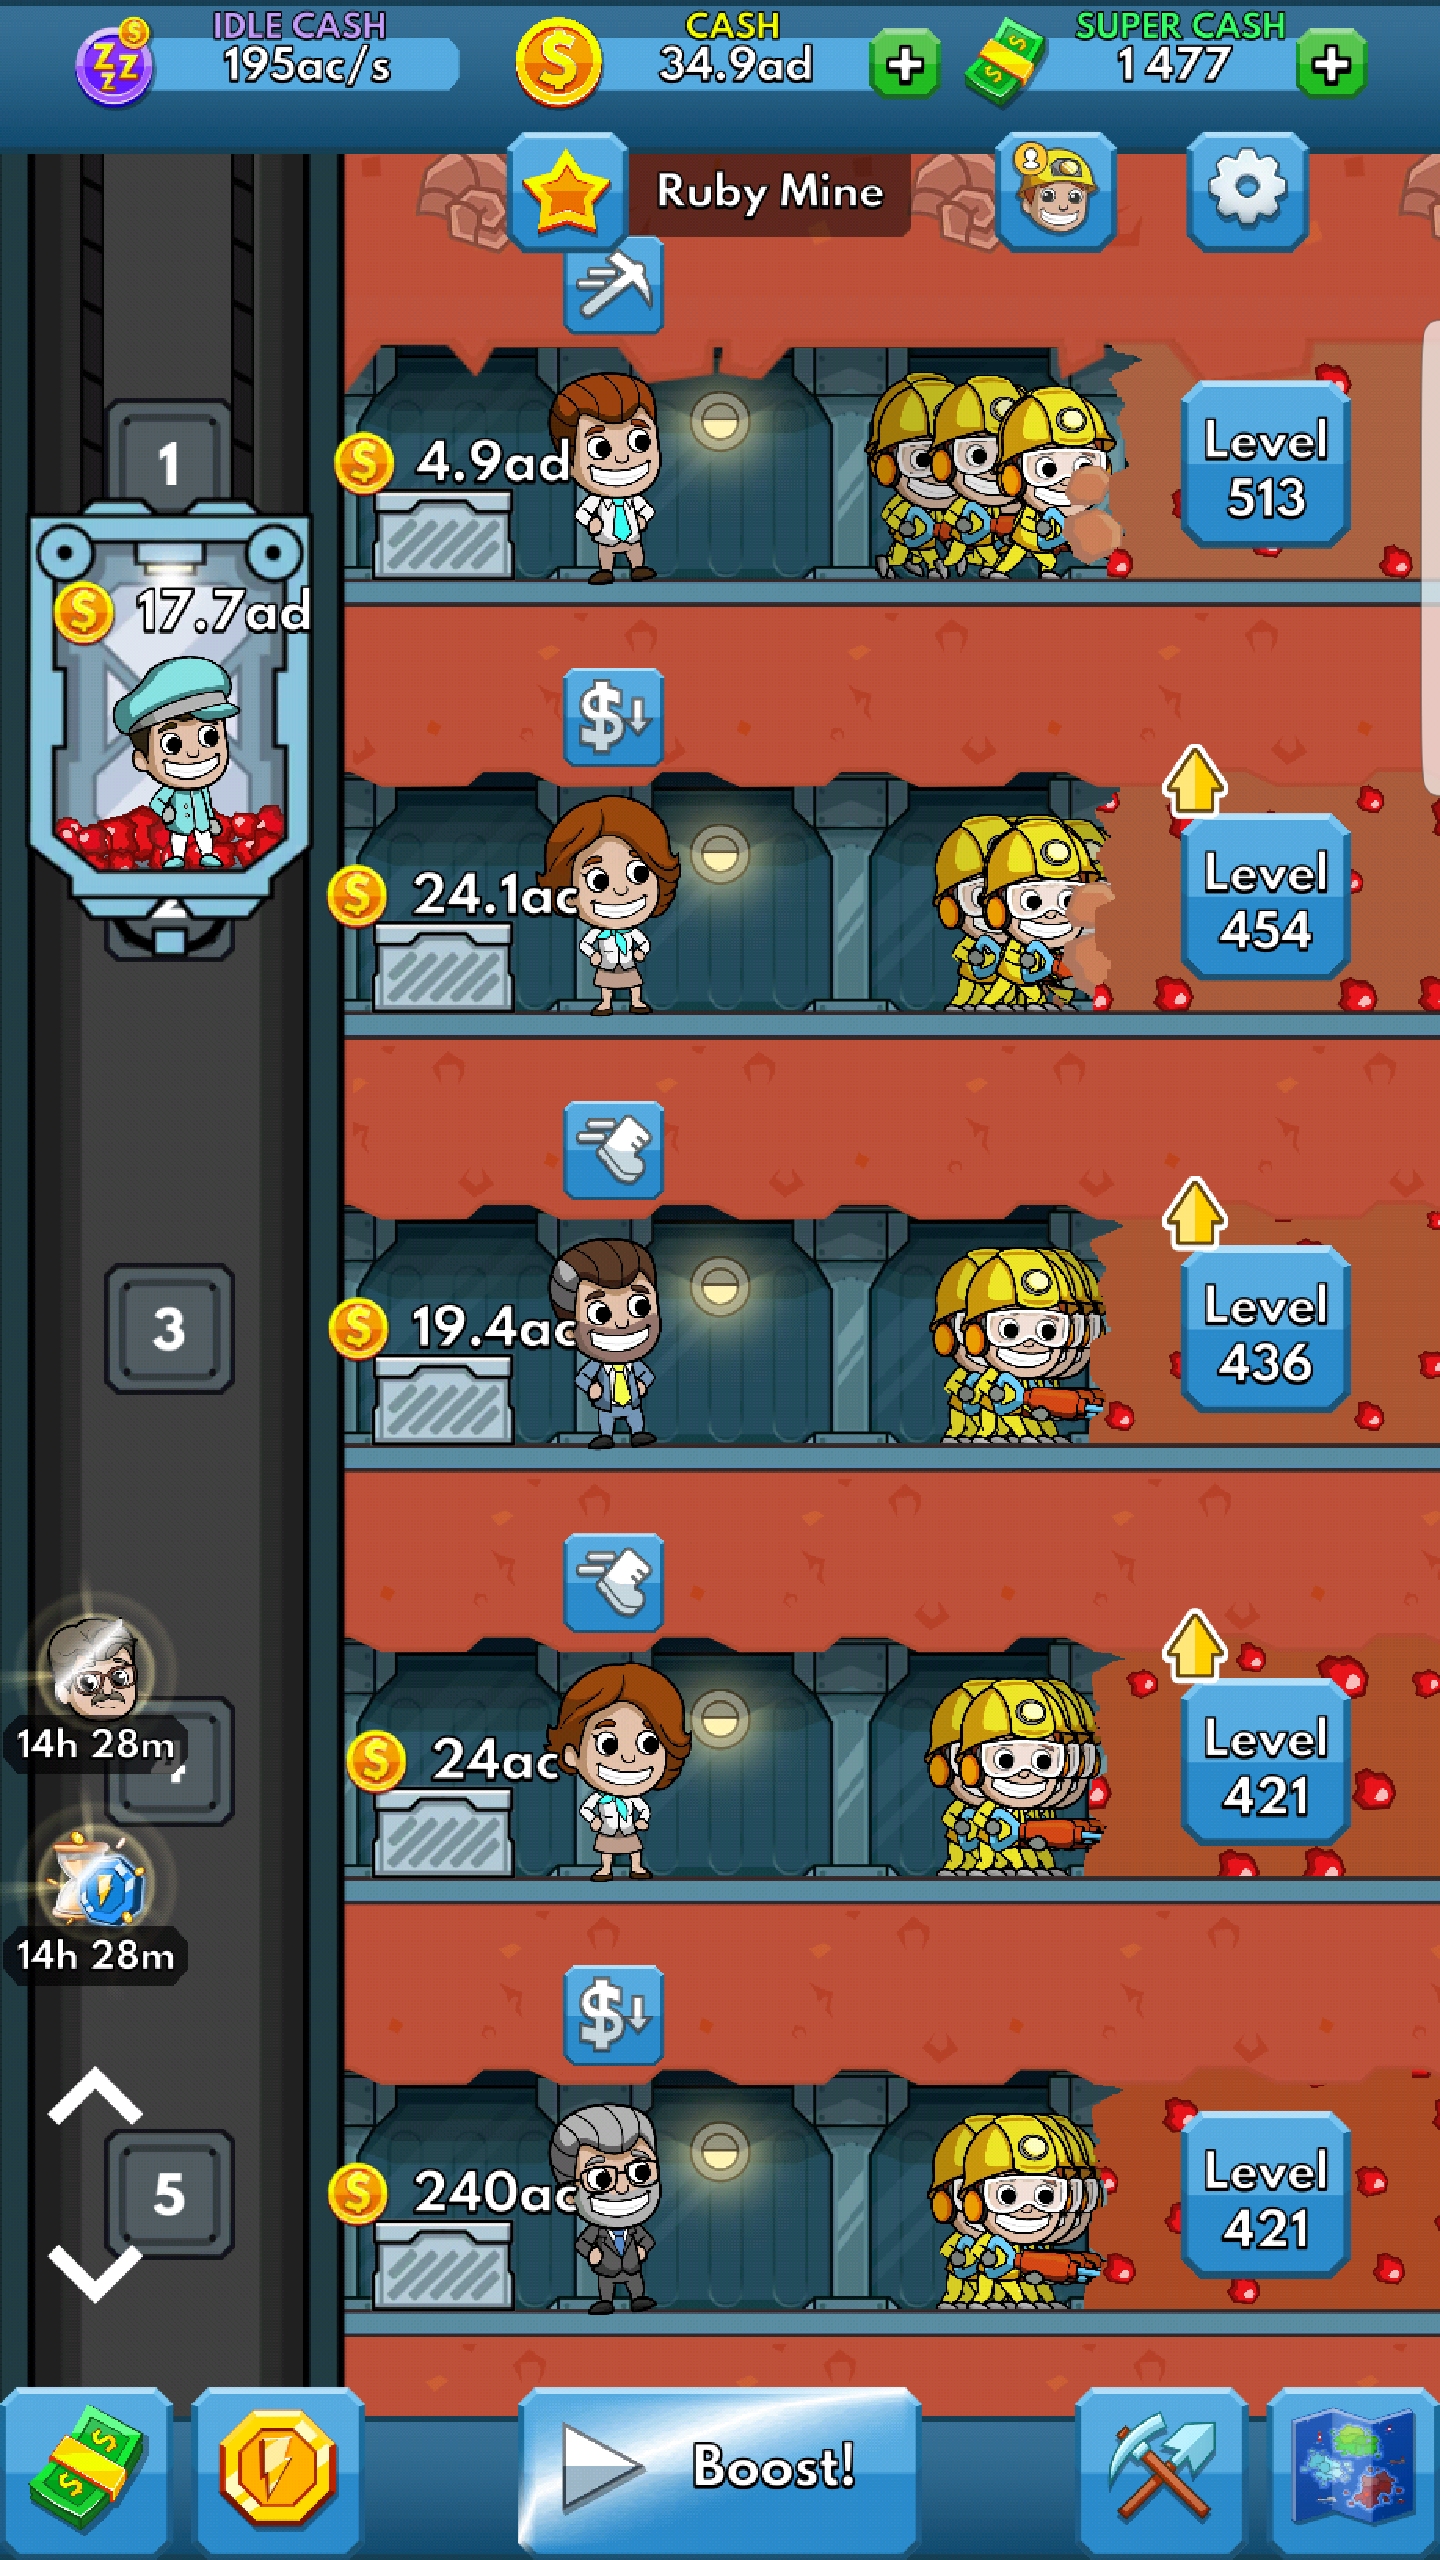 IDLE CASH
195ac/s
CASH
34.9ad
SUPER CASH
1477
Ruby Mine
1
4.9ad
Level
513
17.7ad
24.1ac
Level
454
3
19.4ac
Level
436
14h 28m
24ac
Level
421
14h 28m
5
240ac
Level
421
Boost!